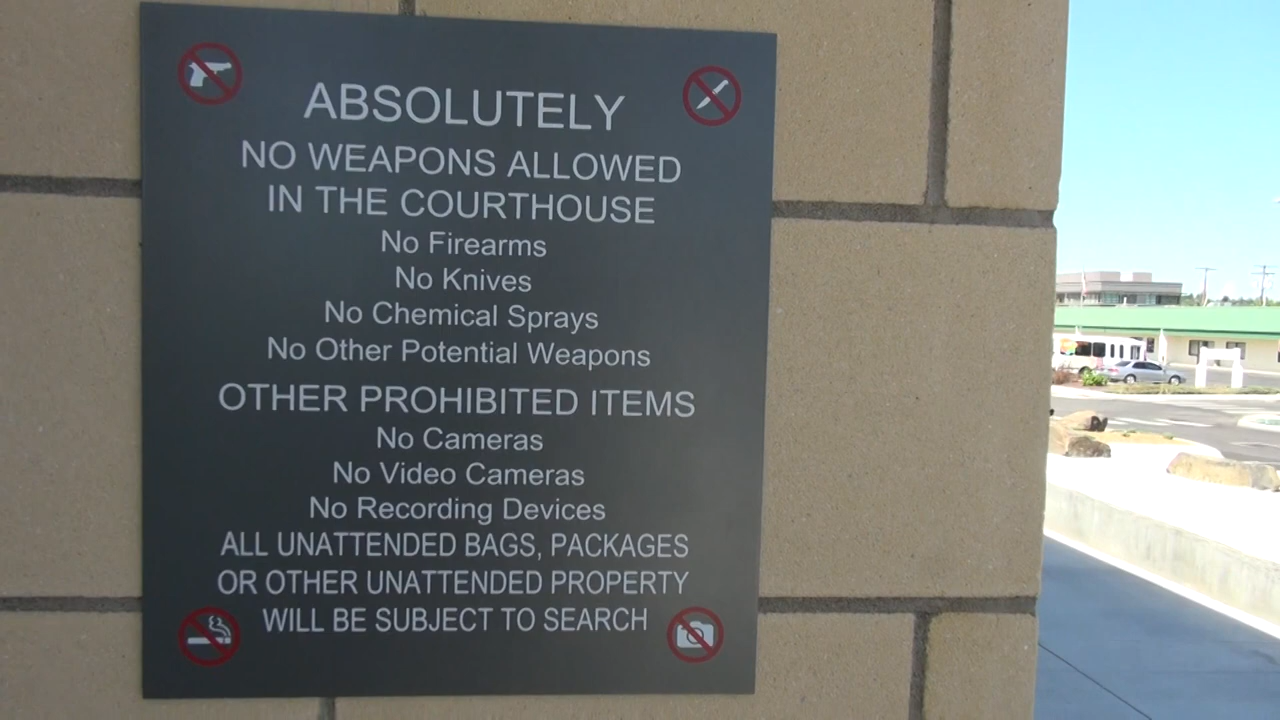 ABSOLUTELY
NO WEAPONS ALLOWED
IN THE COURTHOUSE
No Firearms
No Knives
No Chemical Sprays
No Other Potential Weapons
OTHER PROHIBITED ITEMS
No Cameras
No Video Cameras
No Recording Devices
ALL UNATTENDED BAGS, PACKAGES
OR OTHER UNATTENDED PROPERTY
WILL BE SUBJECT TO SEARCH